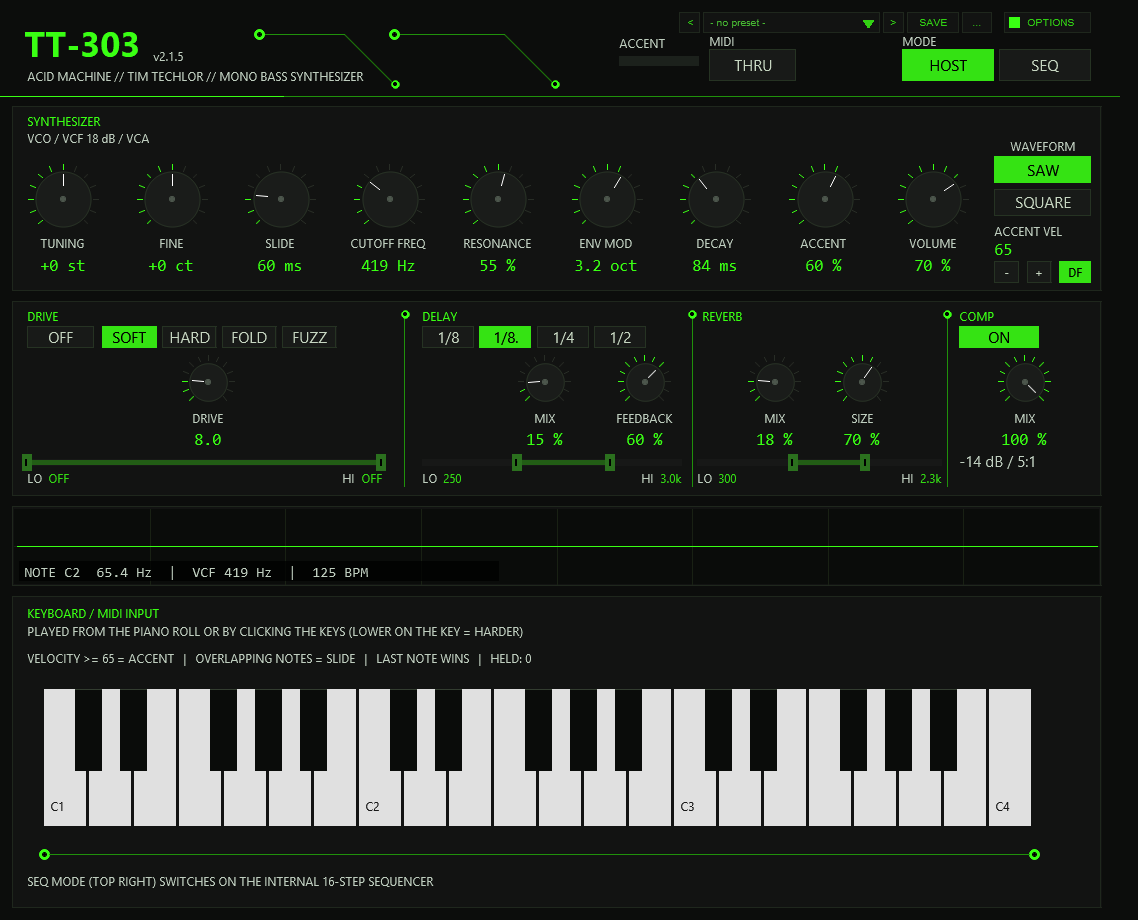 < - no preset - > SAVE ... OPTIONS
TT-303 v2.1.5
ACCENT MIDI MODE
THRU HOST SEQ
ACID MACHINE // TIM TECHLOR // MONO BASS SYNTHESIZER
SYNTHESIZER
VCO / VCF 18 dB / VCA
WAVEFORM
SAW
SQUARE
TUNING FINE SLIDE CUTOFF FREQ RESONANCE ENV MOD DECAY ACCENT VOLUME
+0 st +0 ct 60 ms 419 Hz 55 % 3.2 oct 84 ms 60 % 70 %
ACCENT VEL
65
- + DF
DRIVE
OFF SOFT HARD FOLD FUZZ
DRIVE
8.0
LO OFF HI OFF
DELAY
1/8 1/8. 1/4 1/2
MIX FEEDBACK
15 % 60 %
LO 250 HI 3.0k
REVERB
MIX SIZE
18 % 70 %
LO 300 HI 2.3k
COMP
ON
MIX
100 %
-14 dB / 5:1
NOTE C2 65.4 Hz | VCF 419 Hz | 125 BPM
KEYBOARD / MIDI INPUT
PLAYED FROM THE PIANO ROLL OR BY CLICKING THE KEYS (LOWER ON THE KEY = HARDER)
VELOCITY >= 65 = ACCENT | OVERLAPPING NOTES = SLIDE | LAST NOTE WINS | HELD: 0
C1 C2 C3 C4
SEQ MODE (TOP RIGHT) SWITCHES ON THE INTERNAL 16-STEP SEQUENCER